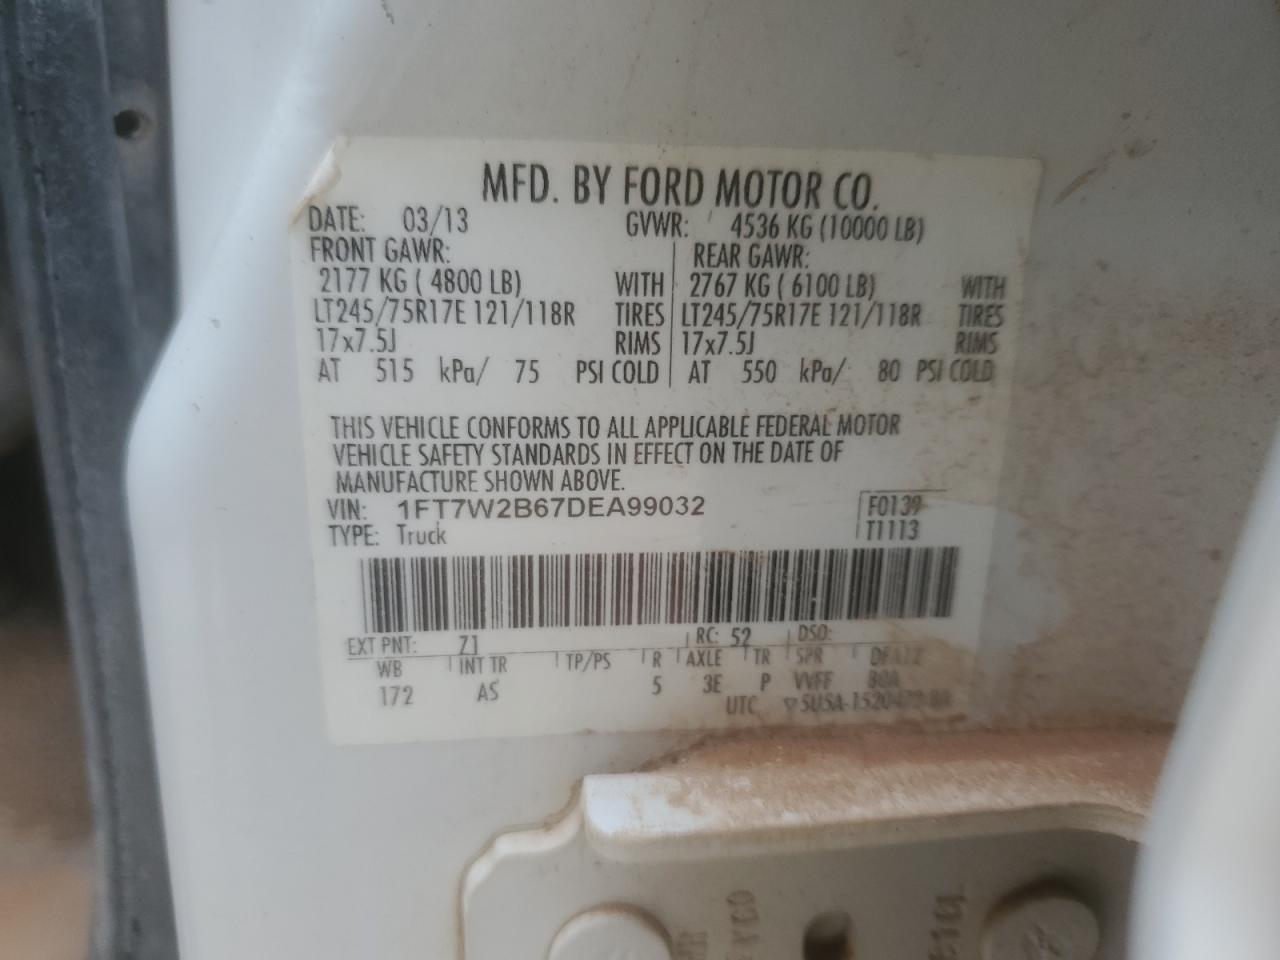 MFD. BY FORD MOTOR CO.
DATE: 03/13 GVWR: 4536 KG (10000 LB)
FRONT GAWR: REAR GAWR:
2177 KG ( 4800 LB) WITH 2767 KG ( 6100 LB) WITH
LT245/75R17E 121/118R TIRES LT245/75R17E 121/118R TIRES
17x7.5J RIMS 17x7.5J RIMS
AT 515 kPa/ 75 PSI COLD AT 550 kPa/ 80 PSI COLD
THIS VEHICLE CONFORMS TO ALL APPLICABLE FEDERAL MOTOR
VEHICLE SAFETY STANDARDS IN EFFECT ON THE DATE OF
MANUFACTURE SHOWN ABOVE.
VIN: 1FT7W2B67DEA99032 F0139
TYPE: Truck T1113
EXT PNT: Z1 RC: 52 DSO:
WB INT TR TP/PS R AXLE TR SPR
172 AS 5 3E P VVFF
UTC